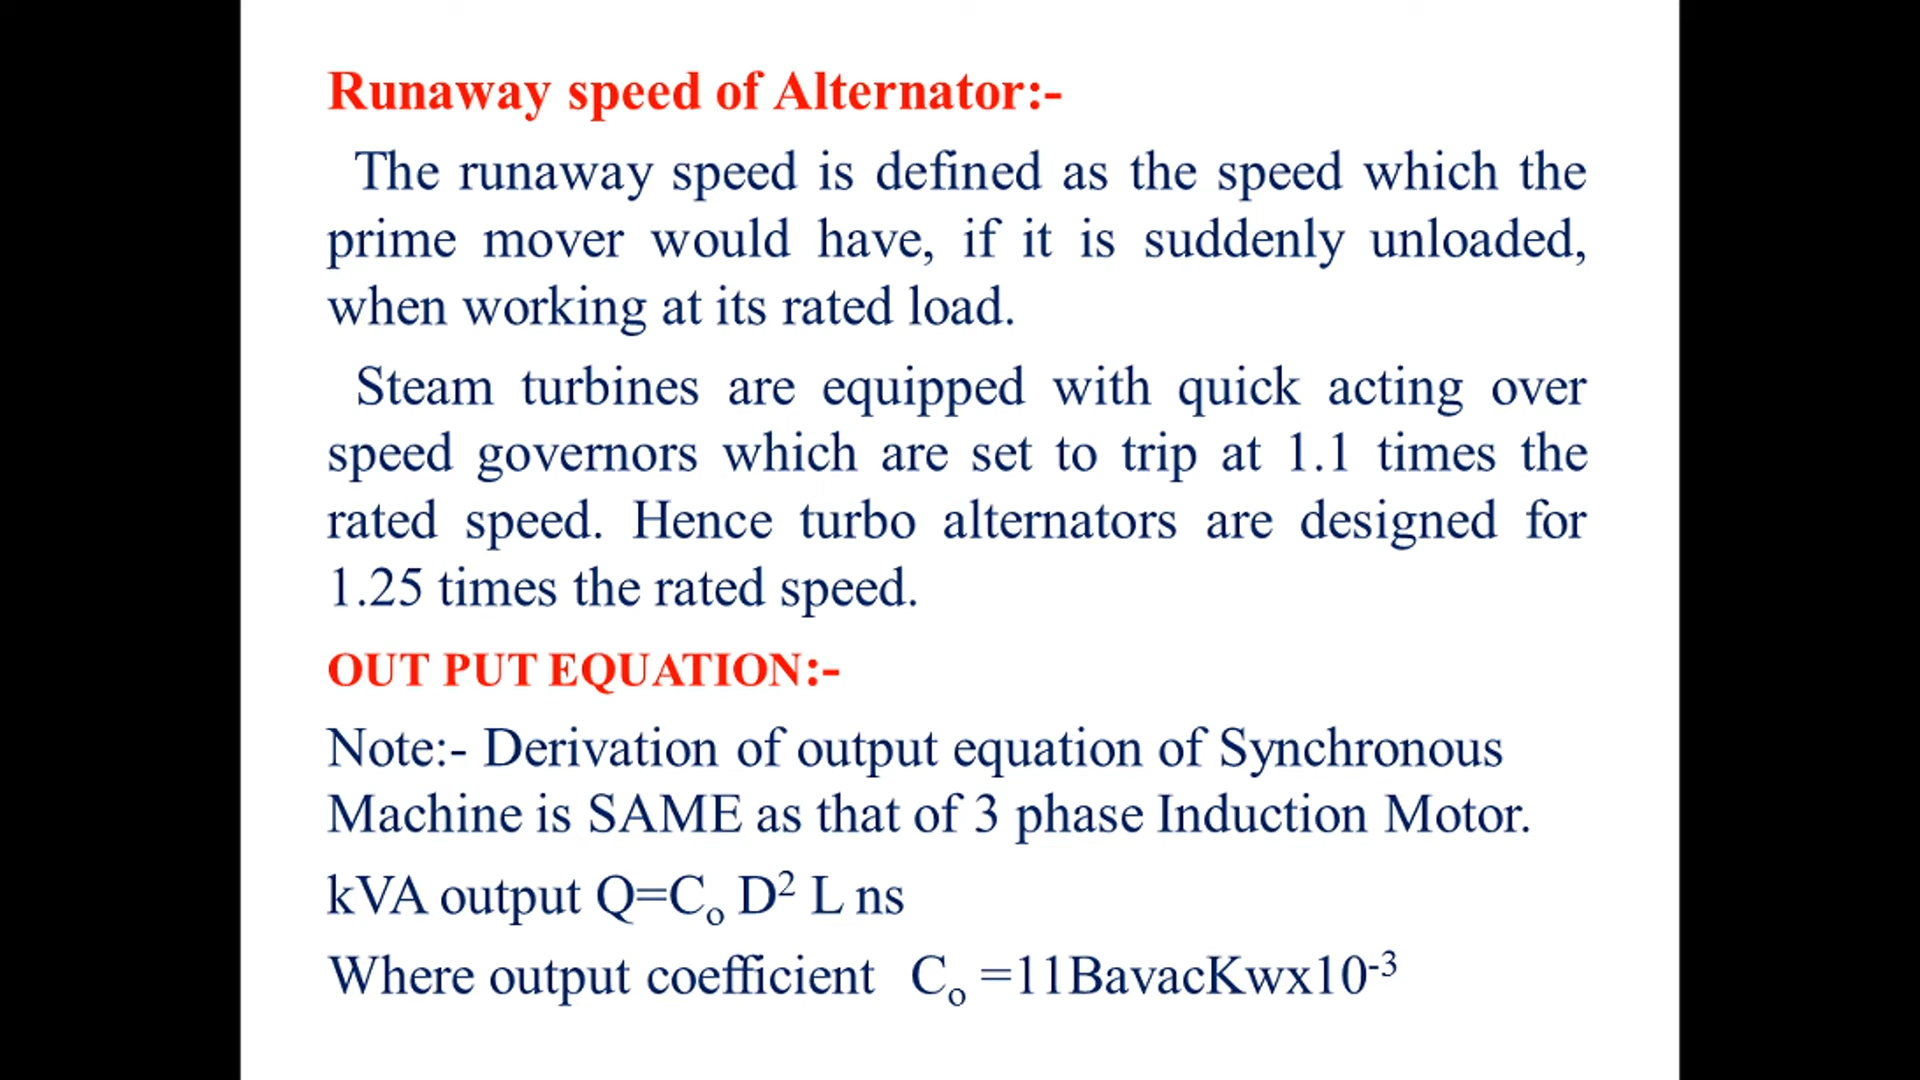 Runaway speed of Alternator:-
The runaway speed is defined as the speed which the
prime mover would have, if it is suddenly unloaded,
when working at its rated load.
Steam turbines are equipped with quick acting over
speed governors which are set to trip at 1.1 times the
rated speed. Hence turbo alternators are designed for
1.25 times the rated speed.
OUT PUT EQUATION:-
Note:- Derivation of output equation of Synchronous
Machine is SAME as that of 3 phase Induction Motor.
kVA output Q=Cₒ D² L ns
Where output coefficient Cₒ =11BavacKwx10⁻³